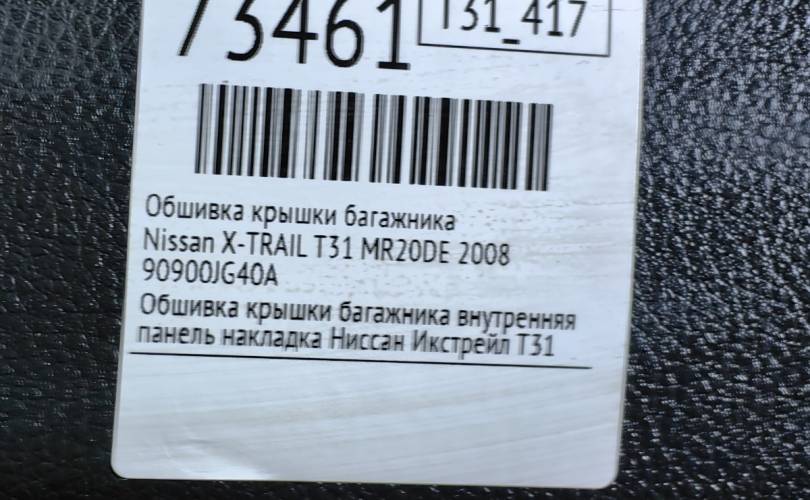 73461
T31_417
Обшивка крышки багажника
Nissan X-TRAIL T31 MR20DE 2008
90900JG40A
Обшивка крышки багажника внутренняя
панель накладка Ниссан Икстрейл Т31